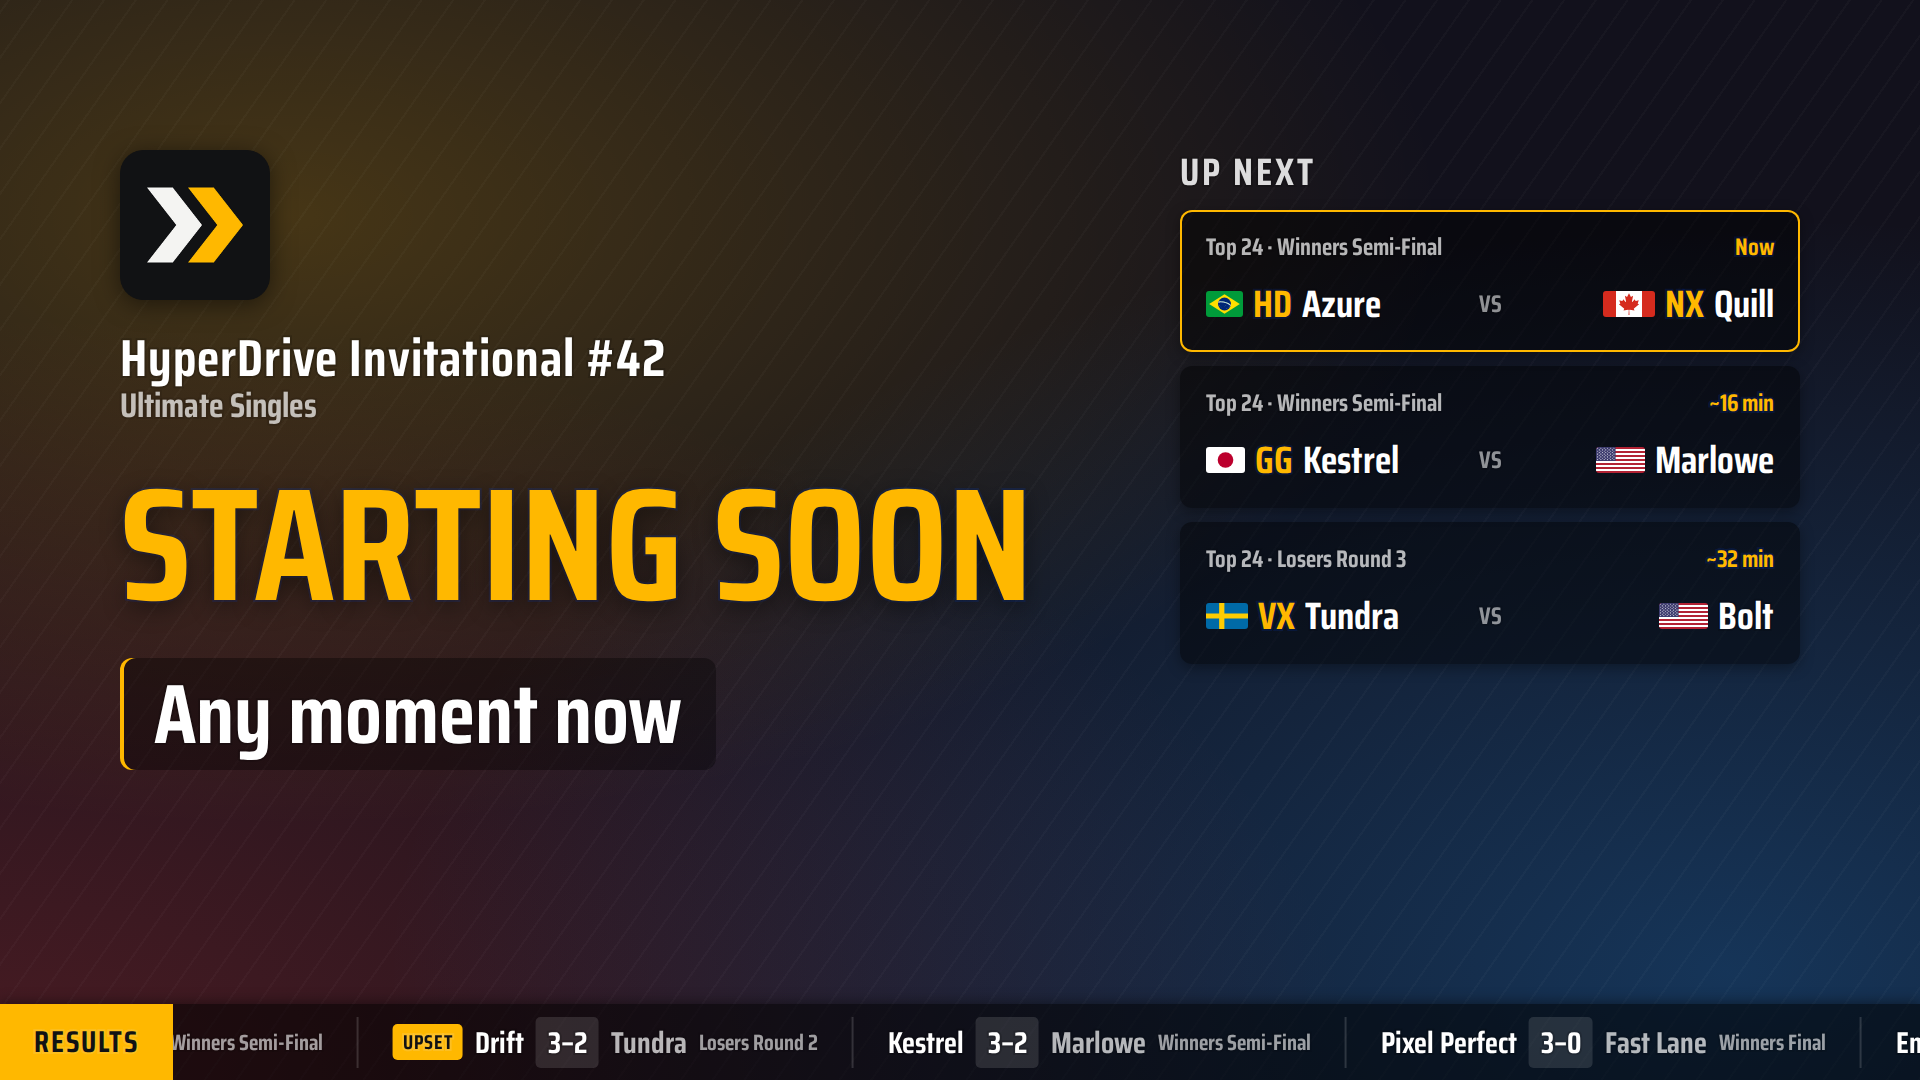 HyperDrive Invitational #42
Ultimate Singles
STARTING SOON
Any moment now
UP NEXT
Top 24 · Winners Semi-Final Now
HD Azure VS NX Quill
Top 24 · Winners Semi-Final ~16 min
GG Kestrel VS Marlowe
Top 24 · Losers Round 3 ~32 min
VX Tundra VS Bolt
RESULTS Winners Semi-Final UPSET Drift 3–2 Tundra Losers Round 2 Kestrel 3–2 Marlowe Winners Semi-Final Pixel Perfect 3–0 Fast Lane Winners Final